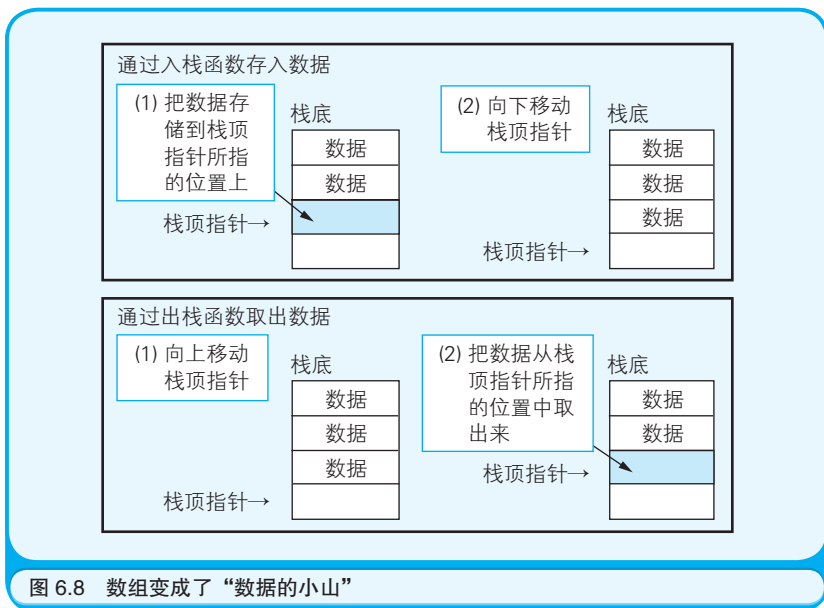 通过入栈函数存入数据
(1) 把数据存
储到栈顶
指针所指
的位置上
栈底
数据
数据
栈顶指针→
(2) 向下移动
栈顶指针
栈底
数据
数据
数据
栈顶指针→
通过出栈函数取出数据
(1) 向上移动
栈顶指针
栈底
数据
数据
数据
栈顶指针→
(2) 把数据从栈
顶指针所指
的位置中取
出来
栈底
数据
数据
栈顶指针→
图 6.8 数组变成了“数据的小山”